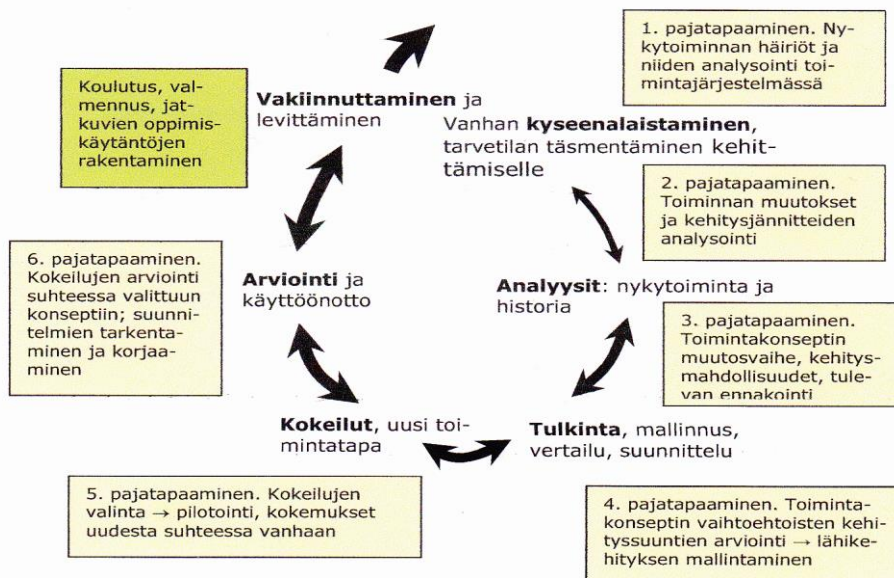 1. pajatapaaminen. Ny-
kytoiminnan häiriöt ja
niiden analysointi toi-
mintajärjestelmässä
Koulutus, val-
mennus, jat-
kuvien oppimis-
käytäntöjen
rakentaminen
Vakiinnuttaminen ja
levittäminen
Vanhan kyseenalaistaminen,
tarvetilan täsmentäminen kehit-
tämiselle
2. pajatapaaminen.
Toiminnan muutokset
ja kehitysjännitteiden
analysointi
6. pajatapaaminen.
Kokeilujen arviointi
suhteessa valittuun
konseptiin; suunni-
telmien tarkenta-
minen ja korjaa-
minen
Arviointi ja
käyttöönotto
Analyysit: nykytoiminta ja
historia
3. pajatapaaminen.
Toimintakonseptin
muutosvaihe, kehitys-
mahdollisuudet, tule-
van ennakointi
Kokeilut, uusi toi-
mintatapa
Tulkinta, mallinnus,
vertailu, suunnittelu
5. pajatapaaminen. Kokeilujen
valinta → pilotointi, kokemukset
uudesta suhteessa vanhaan
4. pajatapaaminen. Toiminta-
konseptin vaihtoehtoisten kehi-
tyssuuntien arviointi → lähike-
hityksen mallintaminen